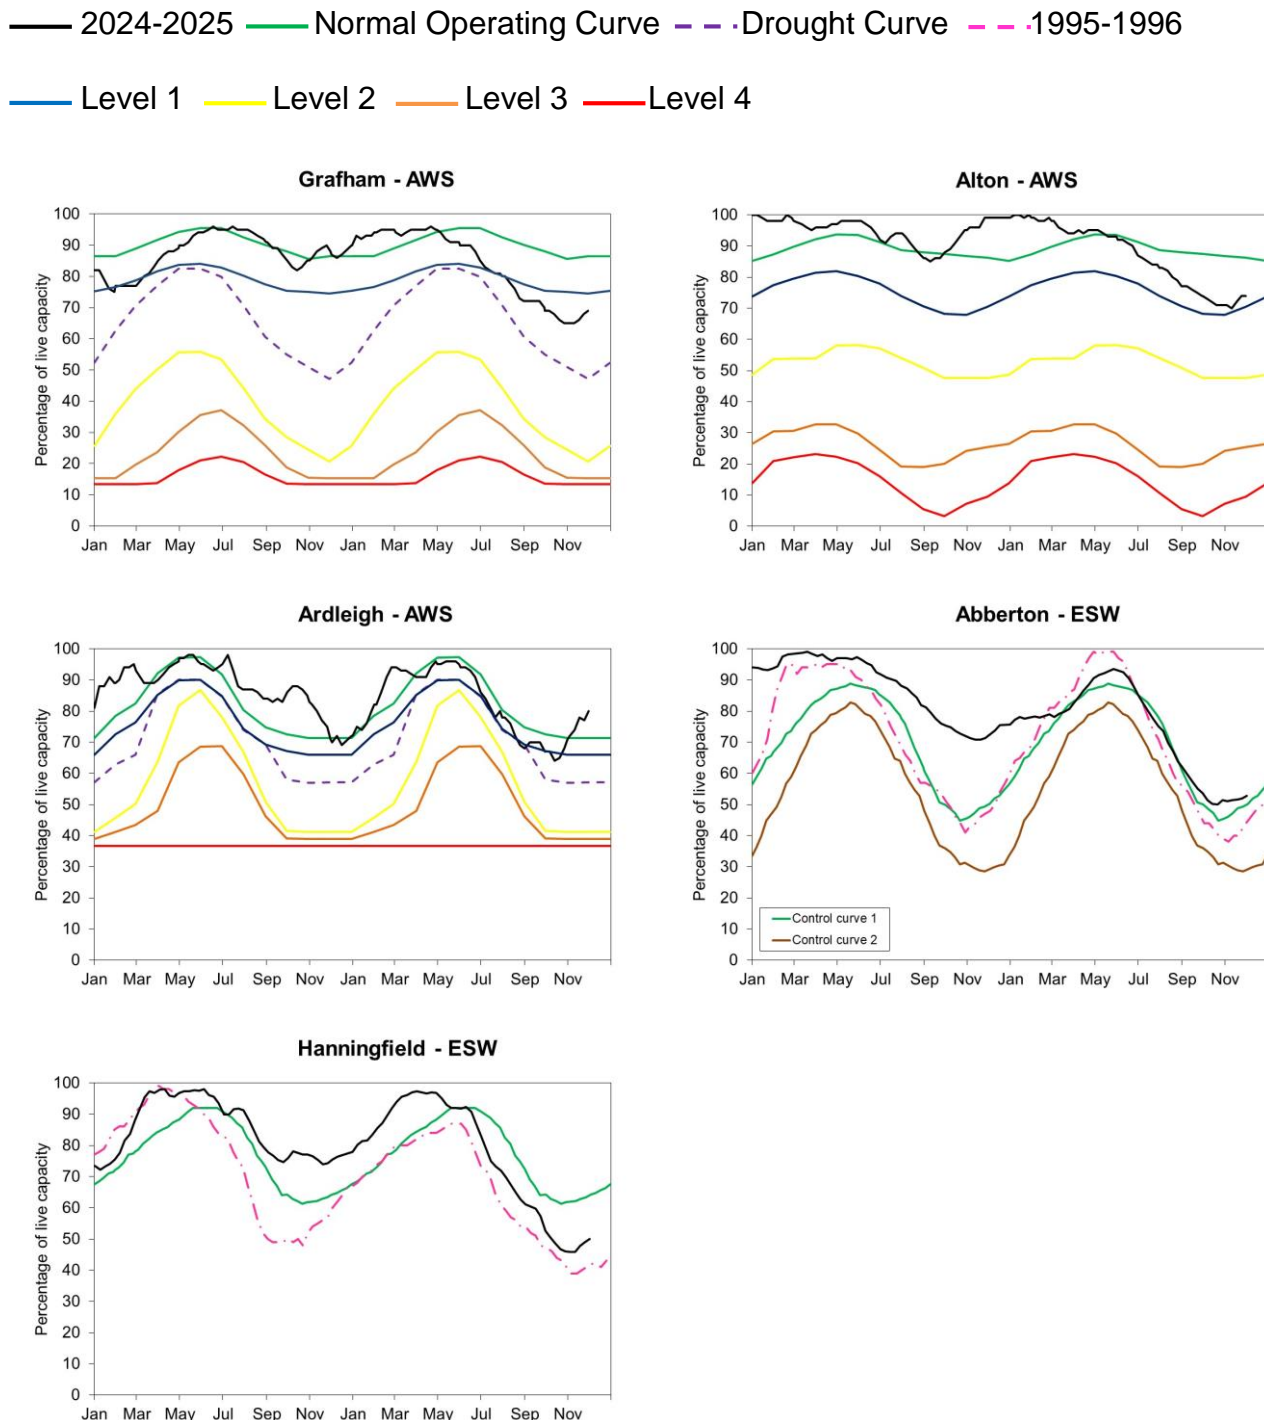 2024-2025 Normal Operating Curve Drought Curve 1995-1996
Level 1 Level 2 Level 3 Level 4
Grafham - AWS
Percentage of live capacity
100
90
80
70
60
50
40
30
20
10
0
Jan Mar May Jul Sep Nov Jan Mar May Jul Sep Nov
Alton - AWS
Percentage of live capacity
100
90
80
70
60
50
40
30
20
10
0
Jan Mar May Jul Sep Nov Jan Mar May Jul Sep Nov
Ardleigh - AWS
Percentage of live capacity
100
90
80
70
60
50
40
30
20
10
0
Jan Mar May Jul Sep Nov Jan Mar May Jul Sep Nov
Abberton - ESW
Percentage of live capacity
100
90
80
70
60
50
40
30
20
10
0
Control curve 1
Control curve 2
Jan Mar May Jul Sep Nov Jan Mar May Jul Sep Nov
Hanningfield - ESW
Percentage of live capacity
100
90
80
70
60
50
40
30
20
10
0
Jan Mar May Jul Sep Nov Jan Mar May Jul Sep Nov